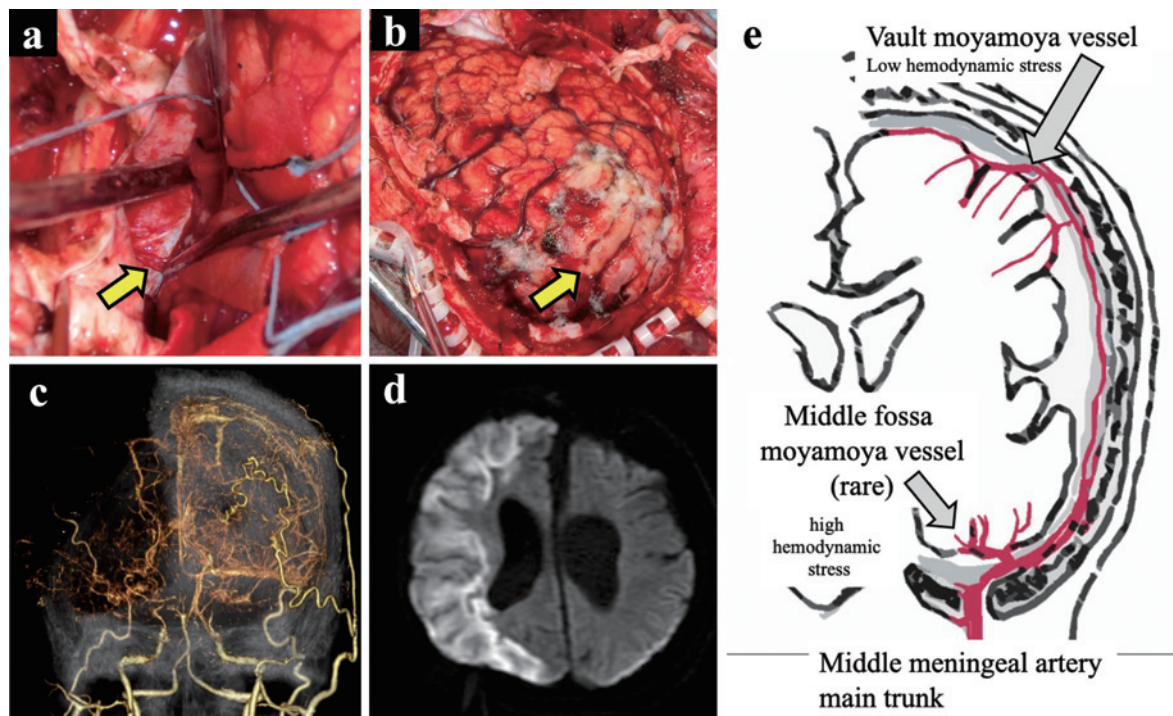 a
b
c
d
e
Vault moyamoya vessel
Low hemodynamic stress
Middle fossa
moyamoya vessel
(rare)
high
hemodynamic
stress
Middle meningeal artery
main trunk